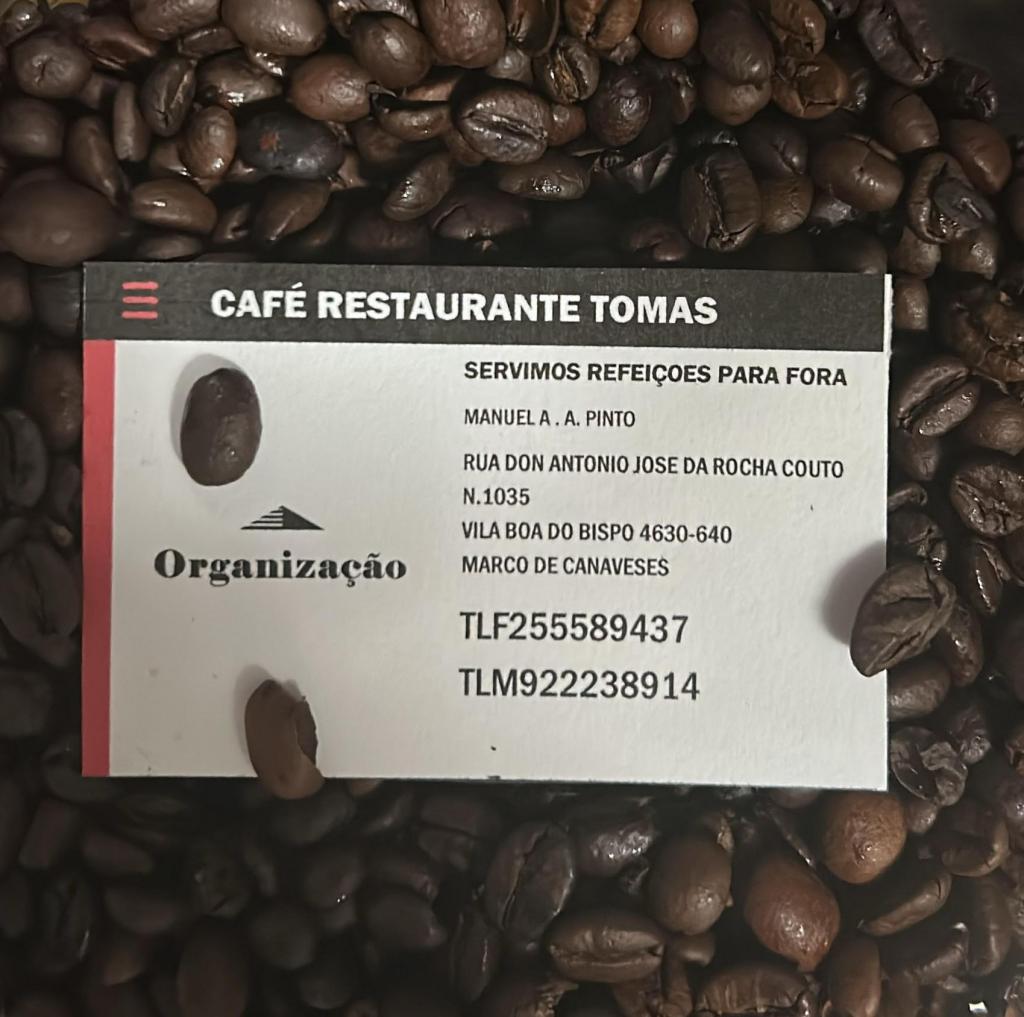 CAFÉ RESTAURANTE TOMAS
SERVIMOS REFEIÇOES PARA FORA
MANUEL A . A. PINTO
RUA DON ANTONIO JOSE DA ROCHA COUTO
N.1035
VILA BOA DO BISPO 4630-640
MARCO DE CANAVESES
Organização
TLF255589437
TLM922238914